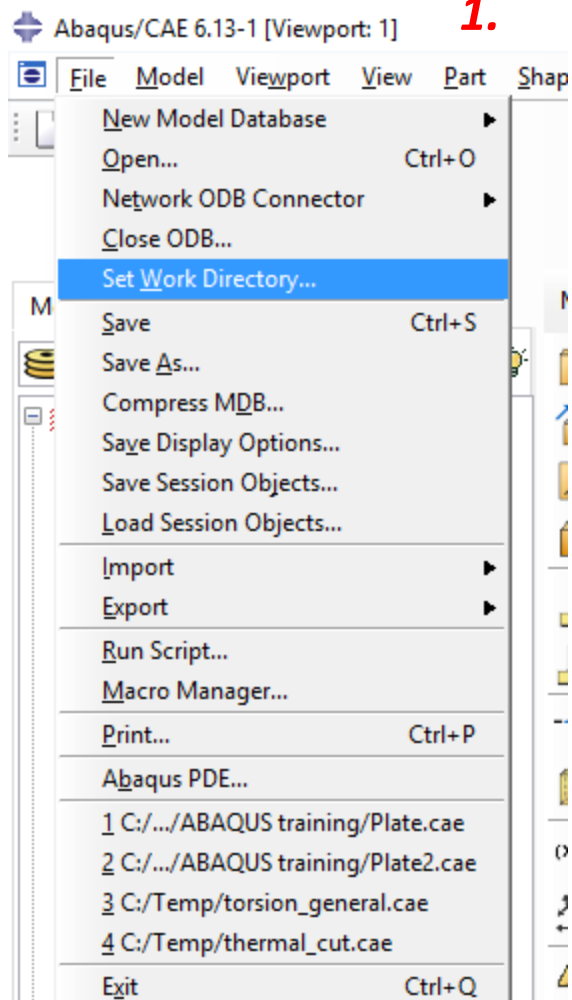 Abaqus/CAE 6.13-1 [Viewport: 1]
1.
File Model Viewport View Part Shap
New Model Database
Open... Ctrl+O
Network ODB Connector
Close ODB...
Set Work Directory...
M
Save Ctrl+S
Save As...
Compress MDB...
Save Display Options...
Save Session Objects...
Load Session Objects...
Import
Export
Run Script...
Macro Manager...
Print... Ctrl+P
Abaqus PDE...
1 C:/.../ABAQUS training/Plate.cae
2 C:/.../ABAQUS training/Plate2.cae
3 C:/Temp/torsion_general.cae
4 C:/Temp/thermal_cut.cae
Exit Ctrl+Q